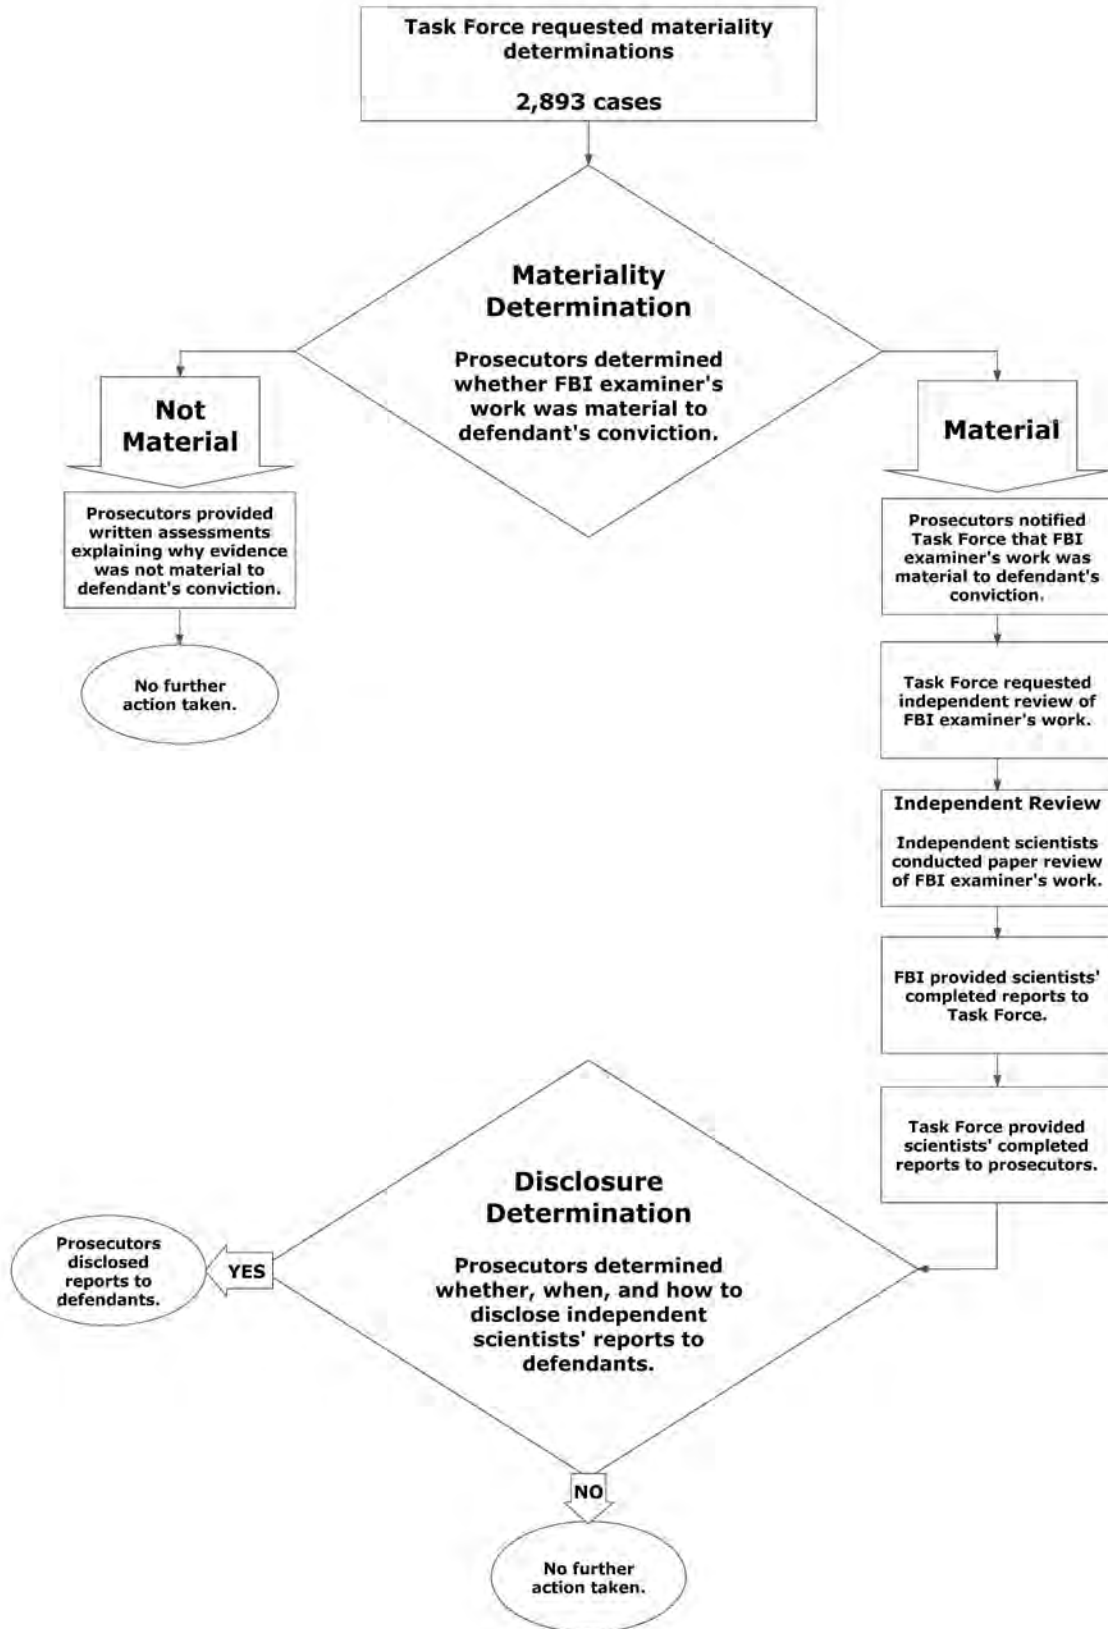 Task Force requested materiality
determinations
2,893 cases
Materiality
Determination
Prosecutors determined
whether FBI examiner's
work was material to
defendant's conviction.
Not
Material
Prosecutors provided
written assessments
explaining why evidence
was not material to
defendant's conviction.
No further
action taken.
Material
Prosecutors notified
Task Force that FBI
examiner's work was
material to defendant's
conviction.
Task Force requested
independent review of
FBI examiner's work.
Independent Review
Independent scientists
conducted paper review
of FBI examiner's work.
FBI provided scientists'
completed reports to
Task Force.
Task Force provided
scientists' completed
reports to prosecutors.
Disclosure
Determination
Prosecutors determined
whether, when, and how to
disclose independent
scientists' reports to
defendants.
YES
Prosecutors
disclosed
reports to
defendants.
NO
No further
action taken.